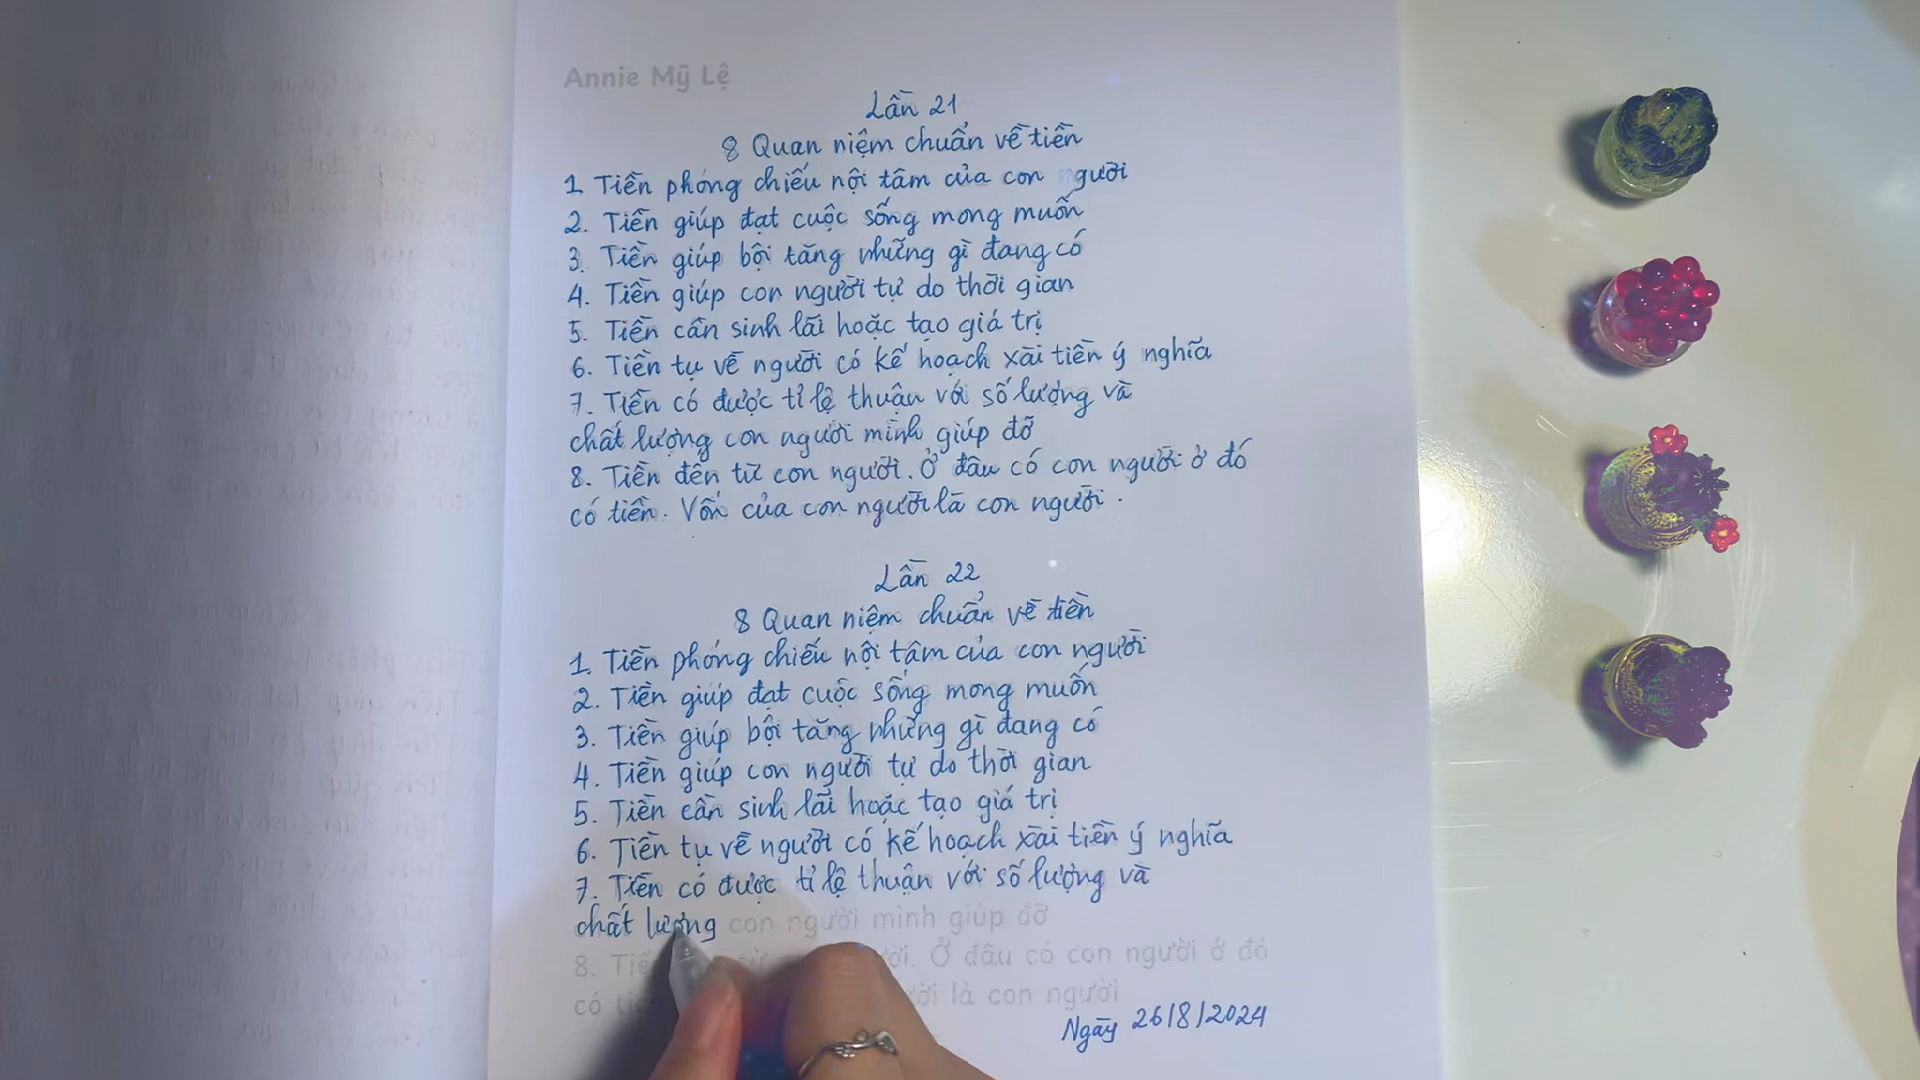 Annie Mỹ Lệ
Lần 21
8 Quan niệm chuẩn về tiền
1. Tiền phóng chiếu nội tâm của con người
2. Tiền giúp đạt cuộc sống mong muốn
3. Tiền giúp bội tăng những gì đang có
4. Tiền giúp con người tự do thời gian
5. Tiền cần sinh lãi hoặc tạo giá trị
6. Tiền tụ về người có kế hoạch xài tiền ý nghĩa
7. Tiền có được tỉ lệ thuận với số lượng và
chất lượng con người mình giúp đỡ
8. Tiền đến từ con người. Ở đâu có con người ở đó
có tiền. Vốn của con người là con người.
Lần 22
8 Quan niệm chuẩn về tiền
1. Tiền phóng chiếu nội tâm của con người
2. Tiền giúp đạt cuộc sống mong muốn
3. Tiền giúp bội tăng những gì đang có
4. Tiền giúp con người tự do thời gian
5. Tiền cần sinh lãi hoặc tạo giá trị
6. Tiền tụ về người có kế hoạch xài tiền ý nghĩa
7. Tiền có được tỉ lệ thuận với số lượng và
chất lượng con người mình giúp đỡ
8. Ở đâu có con người ở đó
có là con người
Ngày 26/8/2024